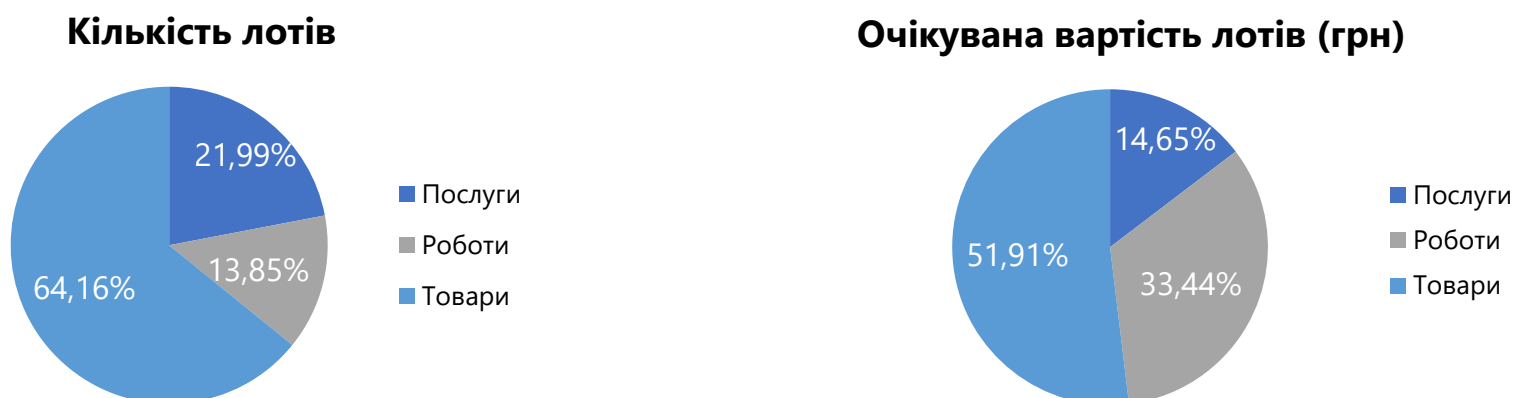 Кількість лотів
21,99%
13,85%
64,16%
Послуги
Роботи
Товари
Очікувана вартість лотів (грн)
14,65%
51,91%
33,44%
Послуги
Роботи
Товари